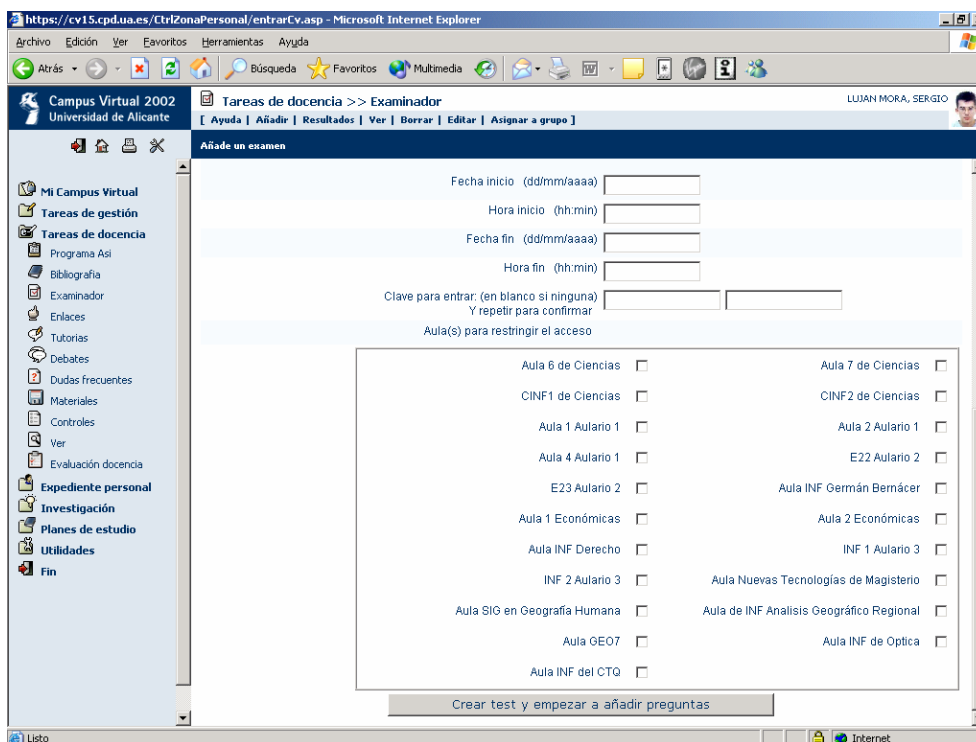 https://cv15.cpd.ua.es/CtrlZonaPersonal/entrarCv.asp - Microsoft Internet Explorer
Archivo Edición Ver Favoritos Herramientas Ayuda
Atrás Búsqueda Favoritos Multimedia
Campus Virtual 2002
Universidad de Alicante
Tareas de docencia >> Examinador
LUJAN MORA, SERGIO
[ Ayuda | Añadir | Resultados | Ver | Borrar | Editar | Asignar a grupo ]
Añade un examen
Mi Campus Virtual
Tareas de gestión
Tareas de docencia
Programa Asi
Bibliografia
Examinador
Enlaces
Tutorias
Debates
Dudas frecuentes
Materiales
Controles
Ver
Evaluación docencia
Expediente personal
Investigación
Planes de estudio
Utilidades
Fin
Fecha inicio (dd/mm/aaaa)
Hora inicio (hh:min)
Fecha fin (dd/mm/aaaa)
Hora fin (hh:min)
Clave para entrar: (en blanco si ninguna)
Y repetir para confirmar
Aula(s) para restringir el acceso
Aula 6 de Ciencias Aula 7 de Ciencias
CINF1 de Ciencias CINF2 de Ciencias
Aula 1 Aulario 1 Aula 2 Aulario 1
Aula 4 Aulario 1 E22 Aulario 2
E23 Aulario 2 Aula INF Germán Bernácer
Aula 1 Económicas Aula 2 Económicas
Aula INF Derecho INF 1 Aulario 3
INF 2 Aulario 3 Aula Nuevas Tecnologías de Magisterio
Aula SIG en Geografía Humana Aula de INF Analisis Geográfico Regional
Aula GEO7 Aula INF de Optica
Aula INF del CTQ
Crear test y empezar a añadir preguntas
Listo Internet